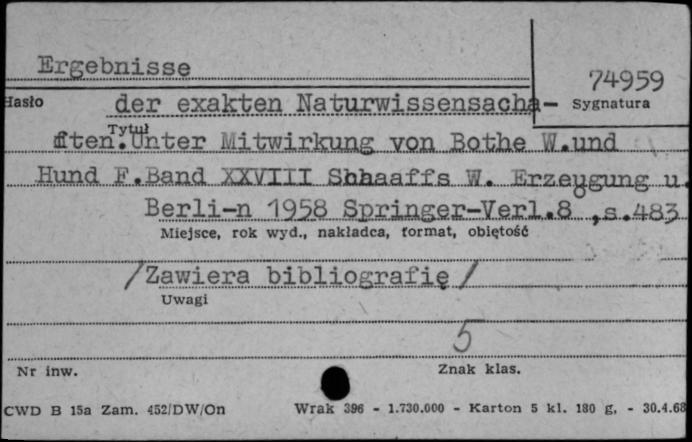 Ergebnisse
74959
Hasło
der exakten Naturwissensacha-
Sygnatura
ften.Unter Mitwirkung von Bothe W.und
Tytuł
Hund F.Band XXVIII Shhaaffs W. Erzeugung u.
Berli-n 1958 Springer-Verl.8°,s.483
Miejsce, rok wyd., nakładca, format, objętość
/Zawiera bibliografię/
Uwagi
5
Nr inw.
Znak klas.
CWD B 15a Zam. 452/DW/On
Wrak 396 - 1.730.000 - Karton 5 kl. 180 g, - 30.4.68